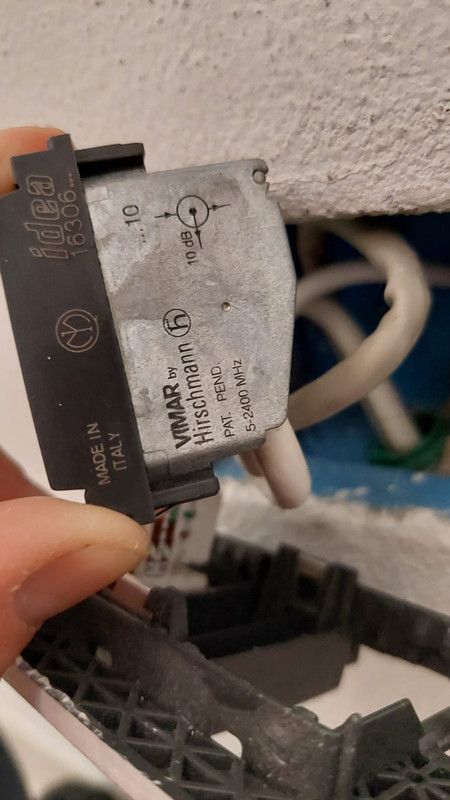 idea
16306...
MADE IN
ITALY
...10
10 dB
VIMAR by
Hirschmann h
PAT. PEND.
5-2400 MHz